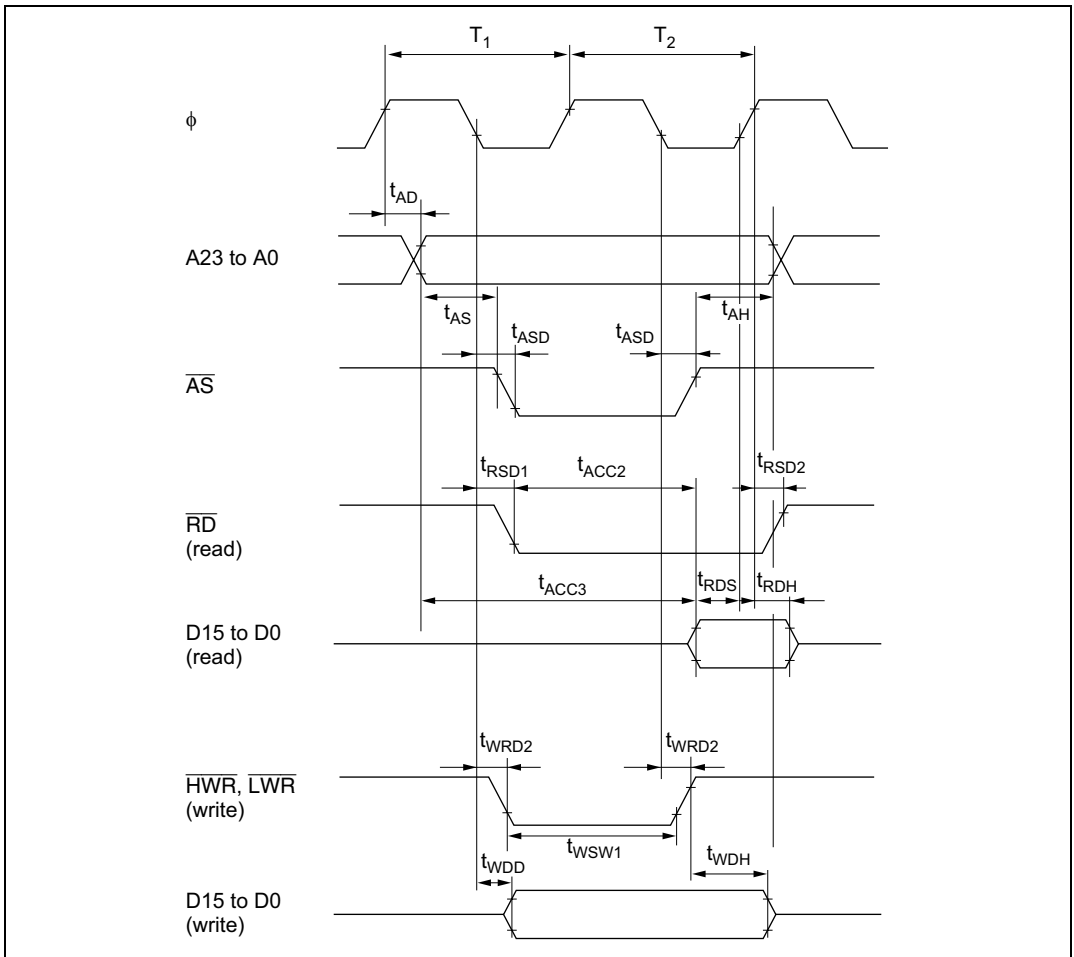 T1 T2
ϕ
tAD
A23 to A0
tAS tAH
tASD tASD
AS
tRSD1 tACC2 tRSD2
RD
(read)
tACC3 tRDS tRDH
D15 to D0
(read)
tWRD2 tWRD2
HWR, LWR
(write)
tWSW1
tWDD tWDH
D15 to D0
(write)